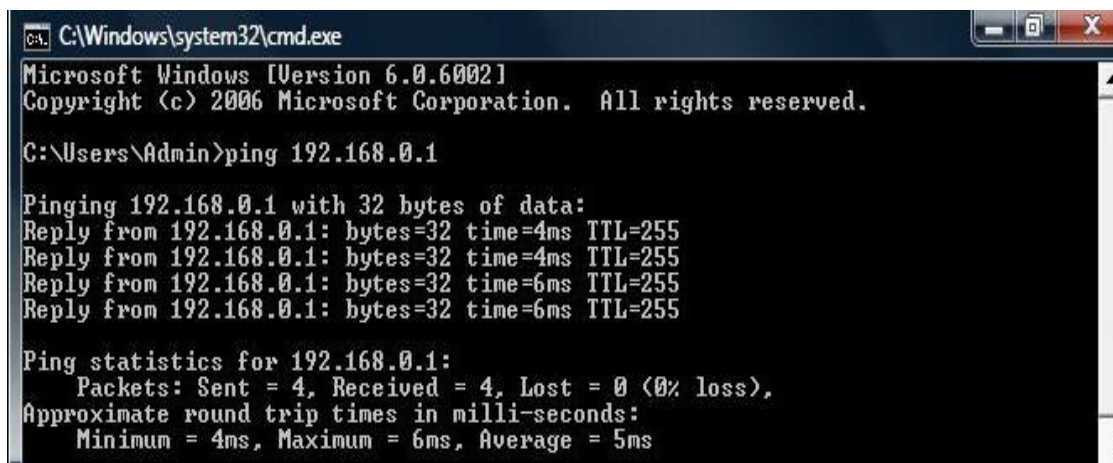 C:\Windows\system32\cmd.exe
Microsoft Windows [Version 6.0.6002]
Copyright (c) 2006 Microsoft Corporation.  All rights reserved.
C:\Users\Admin>ping 192.168.0.1
Pinging 192.168.0.1 with 32 bytes of data:
Reply from 192.168.0.1: bytes=32 time=4ms TTL=255
Reply from 192.168.0.1: bytes=32 time=4ms TTL=255
Reply from 192.168.0.1: bytes=32 time=6ms TTL=255
Reply from 192.168.0.1: bytes=32 time=6ms TTL=255
Ping statistics for 192.168.0.1:
    Packets: Sent = 4, Received = 4, Lost = 0 (0% loss),
Approximate round trip times in milli-seconds:
    Minimum = 4ms, Maximum = 6ms, Average = 5ms